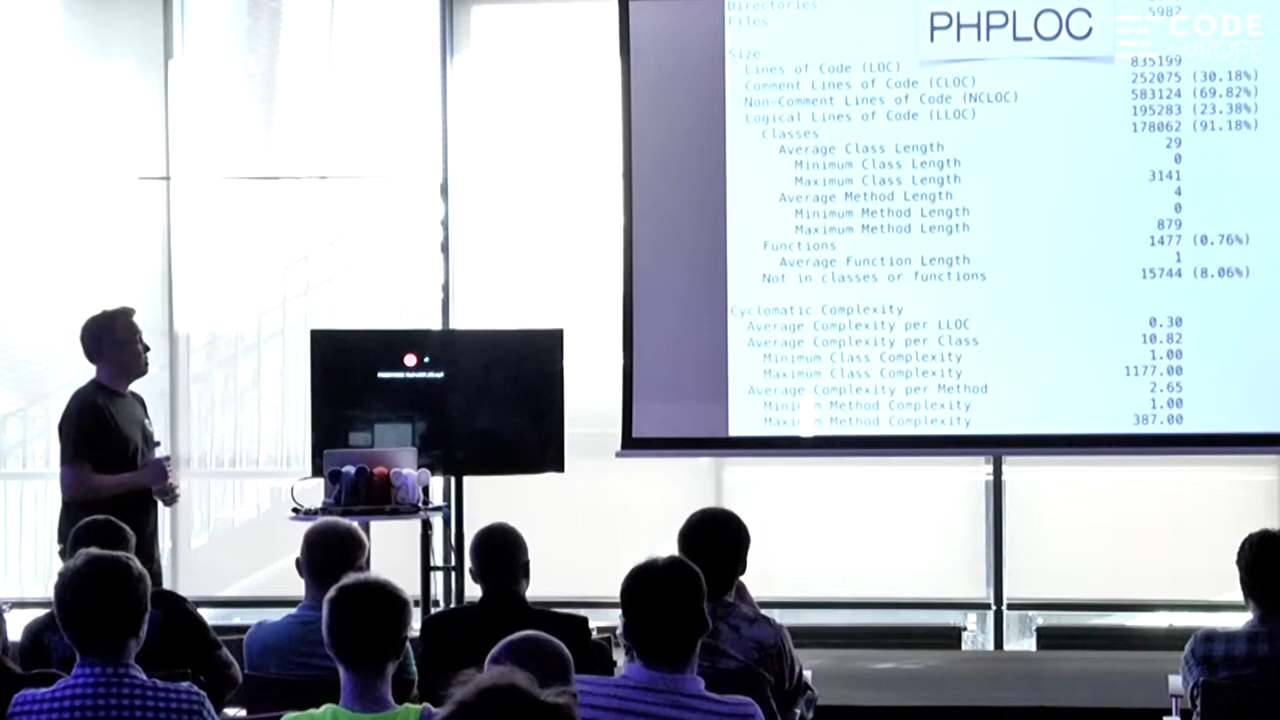 Directories
Files 5982
PHPLOC
CODE
EUROPE
Size
Lines of Code (LOC) 835199
Comment Lines of Code (CLOC) 252075 (30.18%)
Non-Comment Lines of Code (NCLOC) 583124 (69.82%)
Logical Lines of Code (LLOC) 195283 (23.38%)
Classes 178062 (91.18%)
Average Class Length 29
Minimum Class Length 0
Maximum Class Length 3141
Average Method Length 4
Minimum Method Length 0
Maximum Method Length 879
Functions 1477 (0.76%)
Average Function Length 1
Not in classes or functions 15744 (8.06%)
Cyclomatic Complexity
Average Complexity per LLOC 0.30
Average Complexity per Class 10.82
Minimum Class Complexity 1.00
Maximum Class Complexity 1177.00
Average Complexity per Method 2.65
Minimum Method Complexity 1.00
Maximum Method Complexity 387.00